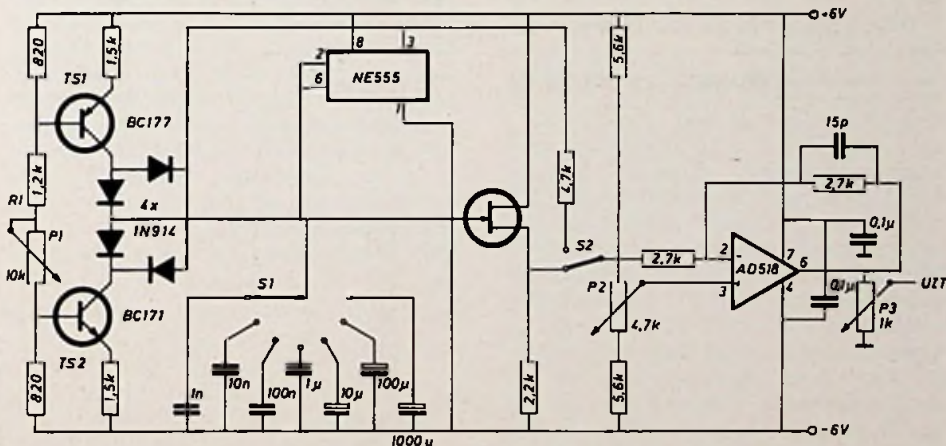 +6V
820
1,5k
TS1
BC177
1,2k
R1
P1
10k
4x
1N914
BC171
TS2
820
1,5k
8
3
2
6
NE555
1
S1
1n
10n
100n
1µ
10µ
100µ
1000µ
4,7k
S2
2,2k
5,6k
P2
4,7k
5,6k
2,7k
15p
2,7k
2
-
3
+
AD518
7
6
4
0,1µ
0,1µ
P3
1k
UIT
-6V